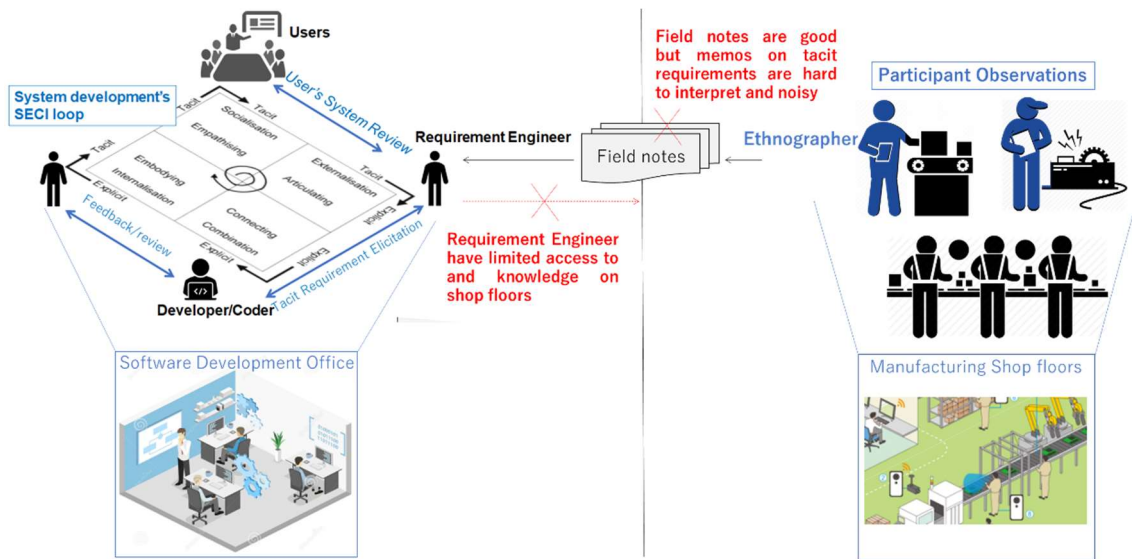 Users
System development's
SECI loop
User's System Review
Tacit
Tacit
Socialisation
Empathising
Tacit
Embodying
Internalisation
Explicit
Externalisation
Articulating
Tacit
Explicit
Connecting
Combination
Explicit
Explicit
Feedback/review
Tacit Requirement Elicitation
Developer/Coder
Requirement Engineer
Field notes are good
but memos on tacit
requirements are hard
to interpret and noisy
Field notes
Ethnographer
Requirement Engineer
have limited access to
and knowledge on
shop floors
Participant Observations
Software Development Office
Manufacturing Shop floors